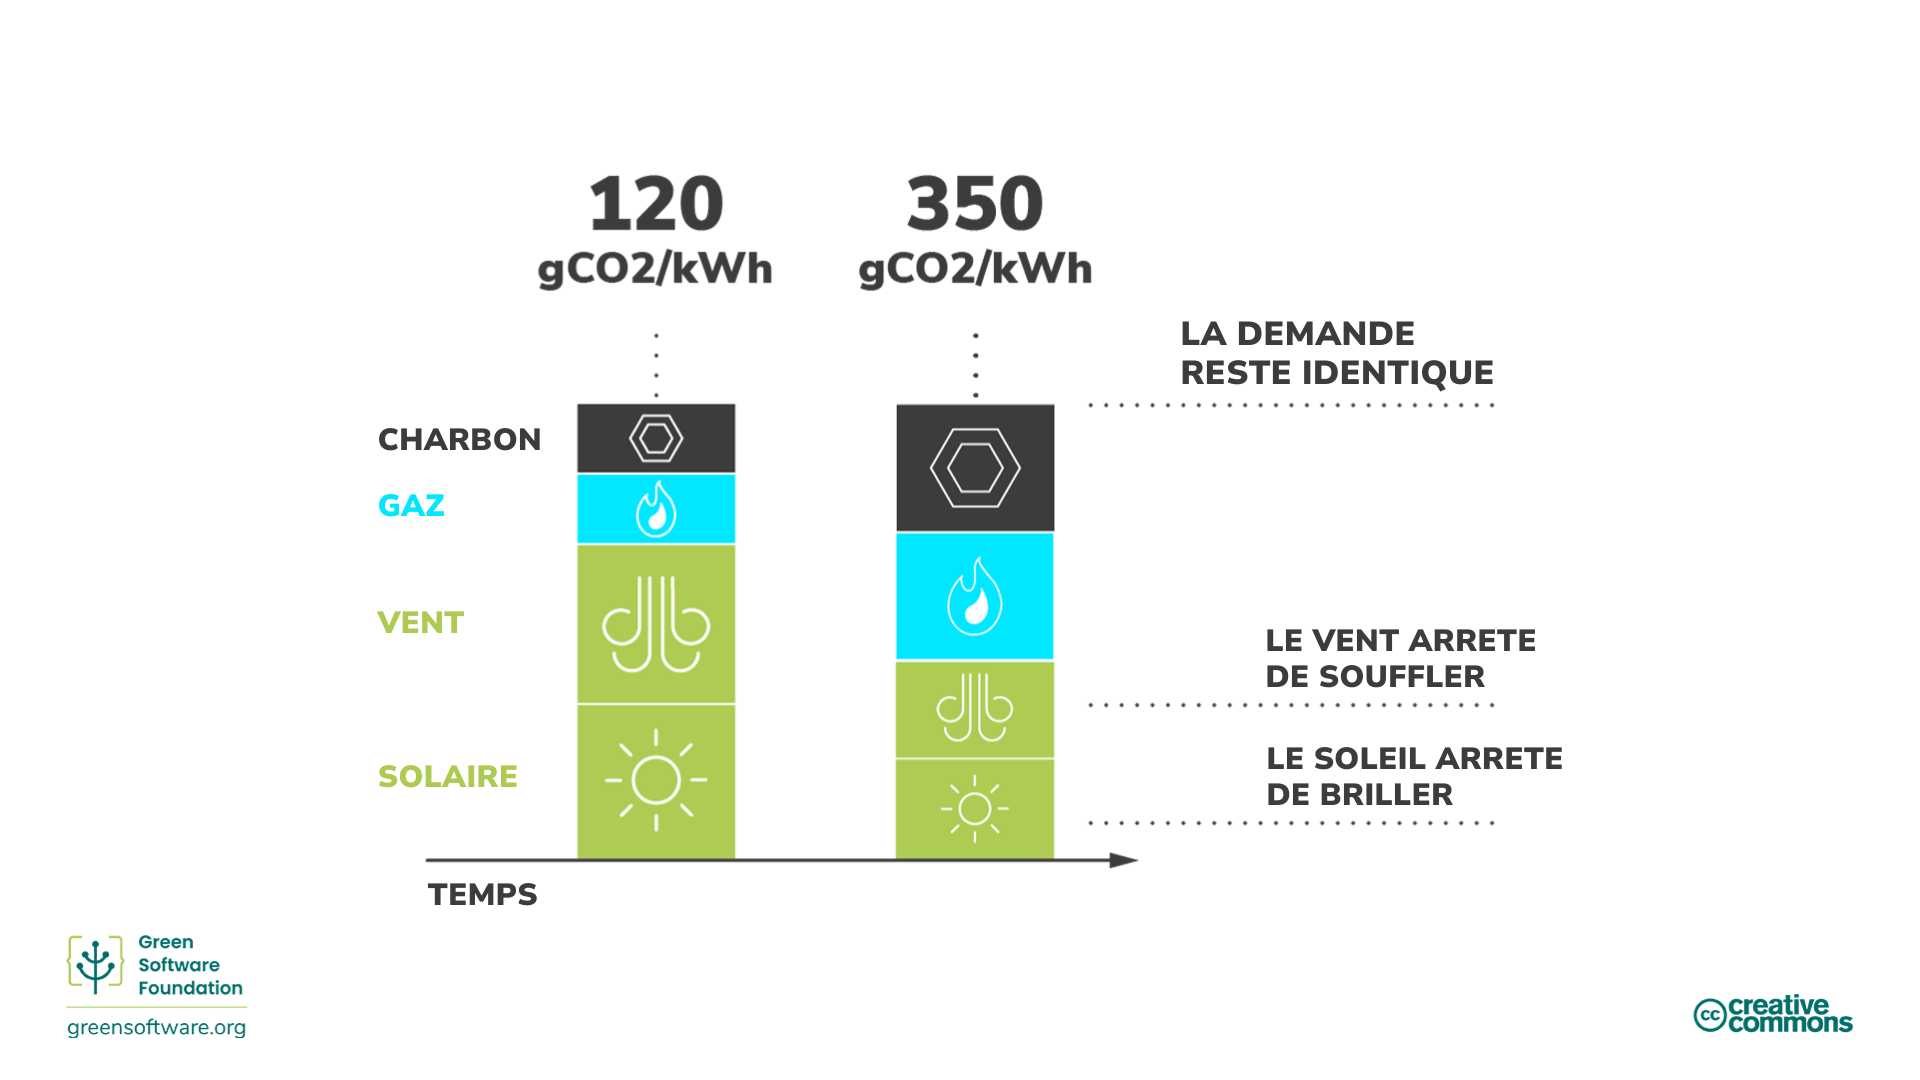 120
gCO2/kWh
350
gCO2/kWh
LA DEMANDE
RESTE IDENTIQUE
CHARBON
GAZ
VENT
SOLAIRE
LE VENT ARRETE
DE SOUFFLER
LE SOLEIL ARRETE
DE BRILLER
TEMPS
Green
Software
Foundation
greensoftware.org
cc creative
commons